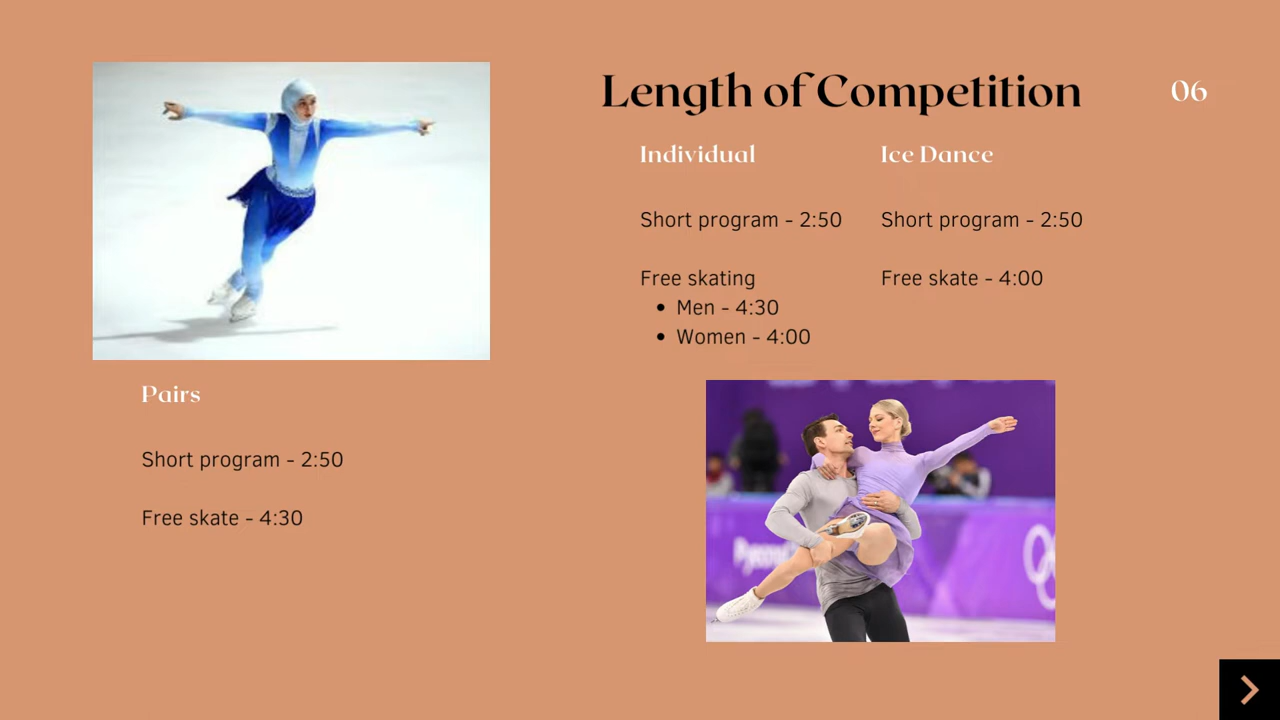 Length of Competition
06
Individual
Short program - 2:50
Free skating
• Men - 4:30
• Women - 4:00
Ice Dance
Short program - 2:50
Free skate - 4:00
Pairs
Short program - 2:50
Free skate - 4:30